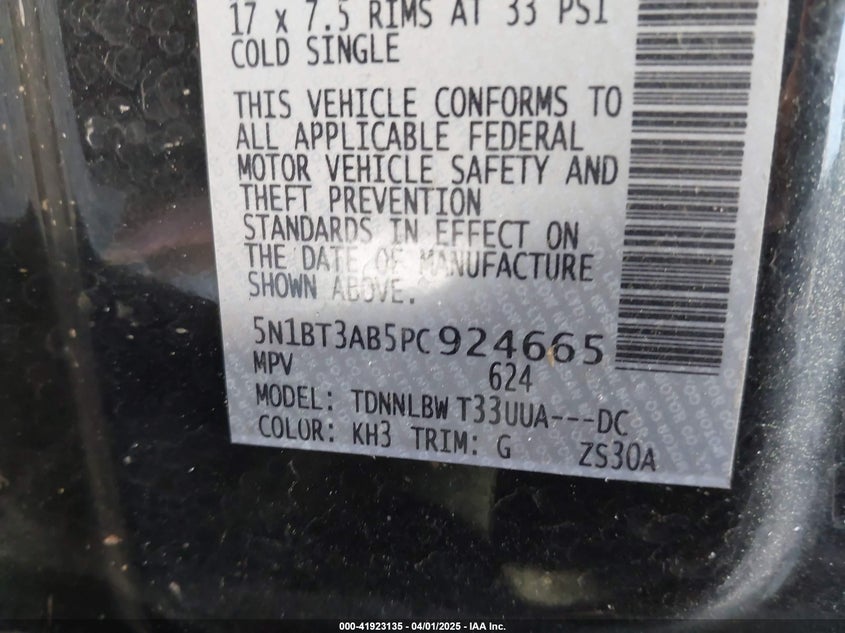 17 x 7.5 RIMS AT 33 PSI
COLD SINGLE
THIS VEHICLE CONFORMS TO
ALL APPLICABLE FEDERAL
MOTOR VEHICLE SAFETY AND
THEFT PREVENTION
STANDARDS IN EFFECT ON
THE DATE OF MANUFACTURE
SHOWN ABOVE.
5N1BT3AB5PC924665
MPV 624
MODEL: TDNNLBW T33UUA---DC
COLOR: KH3 TRIM: G ZS30A
000-41923135 - 04/01/2025 - IAA Inc.